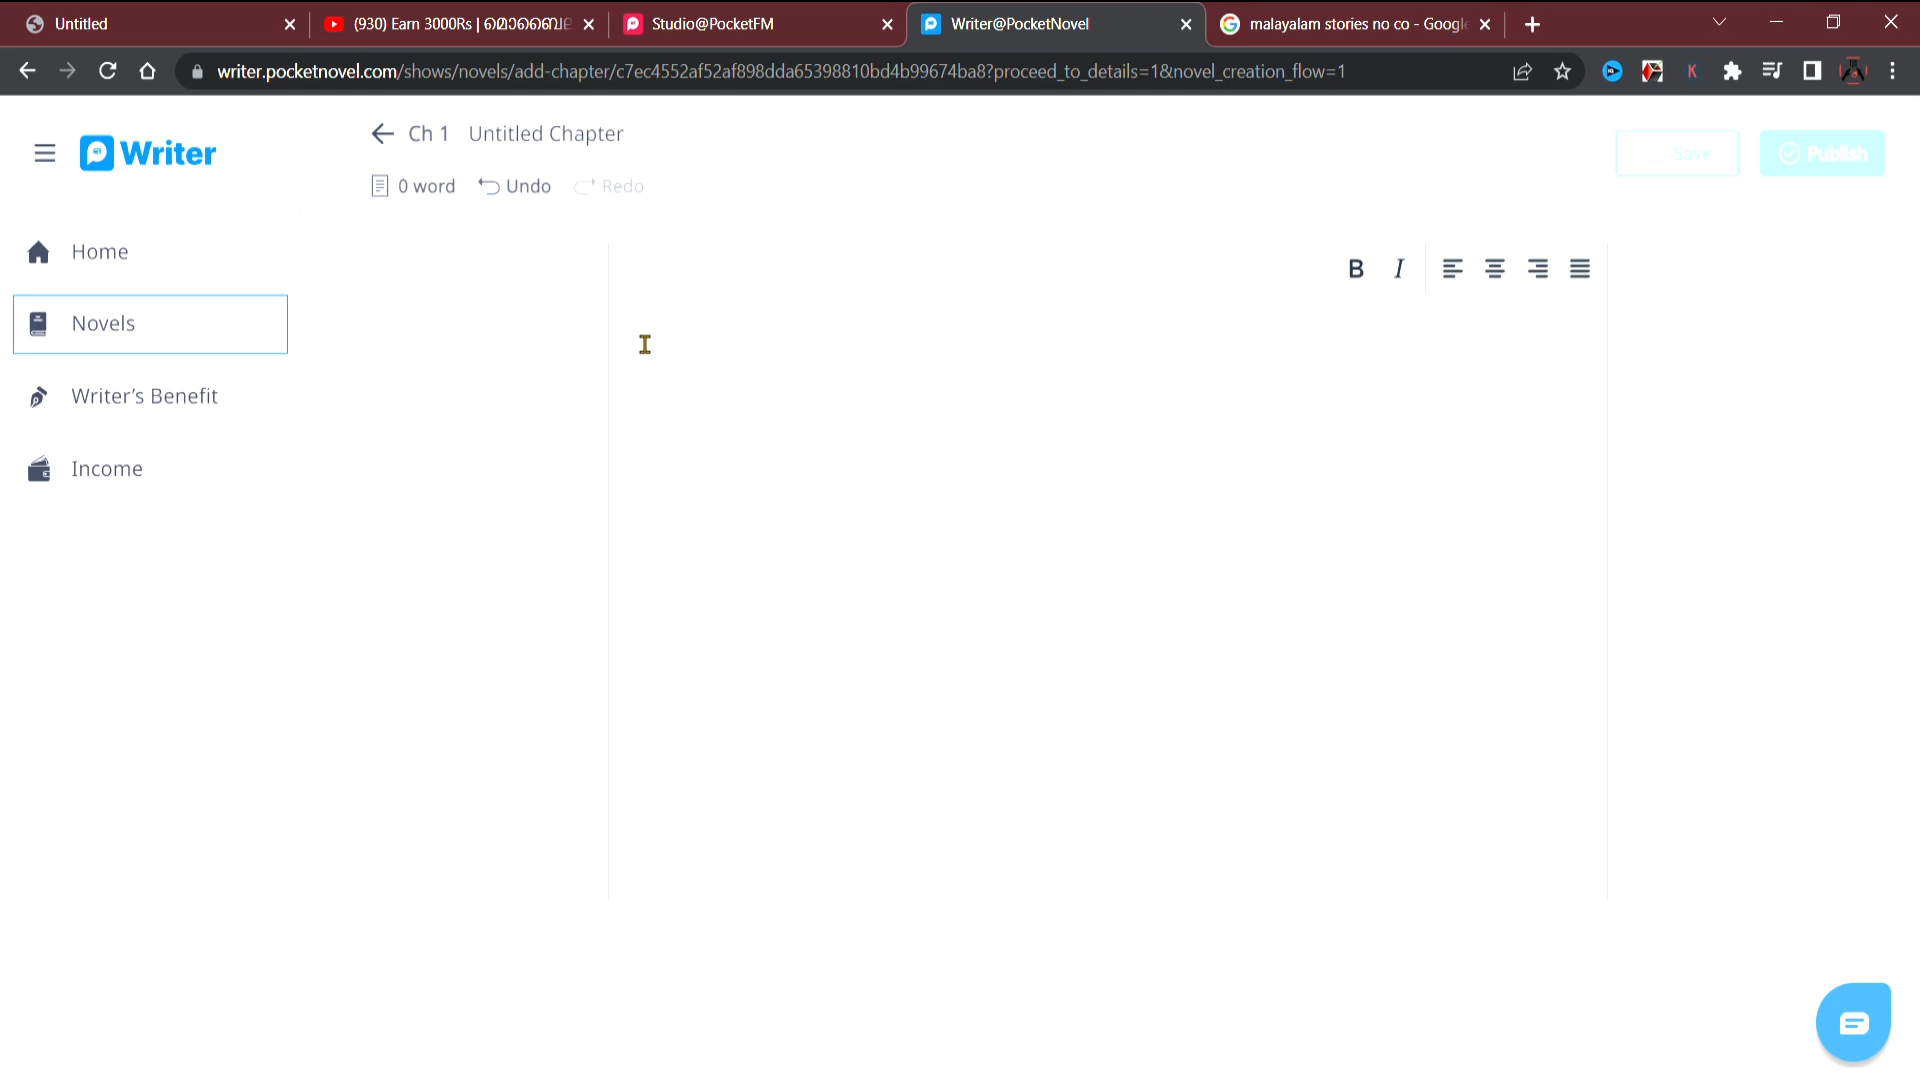 Untitled
(930) Earn 3000Rs |
Studio@PocketFM
Writer@PocketNovel
malayalam stories no co - Google
writer.pocketnovel.com/shows/novels/add-chapter/c7ec4552af52af898dda65398810bd4b99674ba8?proceed_to_details=1&novel_creation_flow=1
Writer
Ch 1 Untitled Chapter
Save
Publish
0 word Undo Redo
Home
B I
Novels
Writer’s Benefit
Income